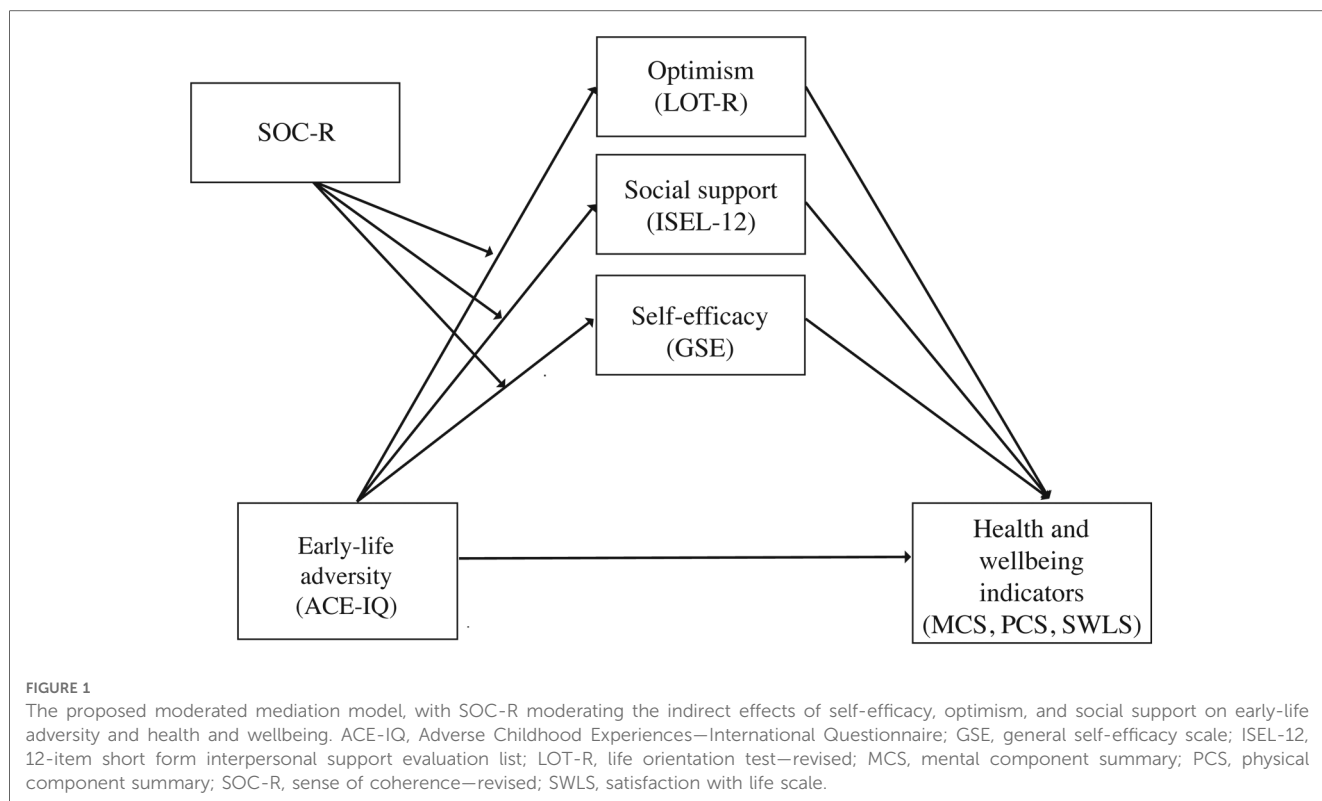 SOC-R
Optimism
(LOT-R)
Social support
(ISEL-12)
Self-efficacy
(GSE)
Early-life
adversity
(ACE-IQ)
Health and
wellbeing
indicators
(MCS, PCS, SWLS)
FIGURE 1
The proposed moderated mediation model, with SOC-R moderating the indirect effects of self-efficacy, optimism, and social support on early-life
adversity and health and wellbeing. ACE-IQ, Adverse Childhood Experiences—International Questionnaire; GSE, general self-efficacy scale; ISEL-12,
12-item short form interpersonal support evaluation list; LOT-R, life orientation test—revised; MCS, mental component summary; PCS, physical
component summary; SOC-R, sense of coherence—revised; SWLS, satisfaction with life scale.